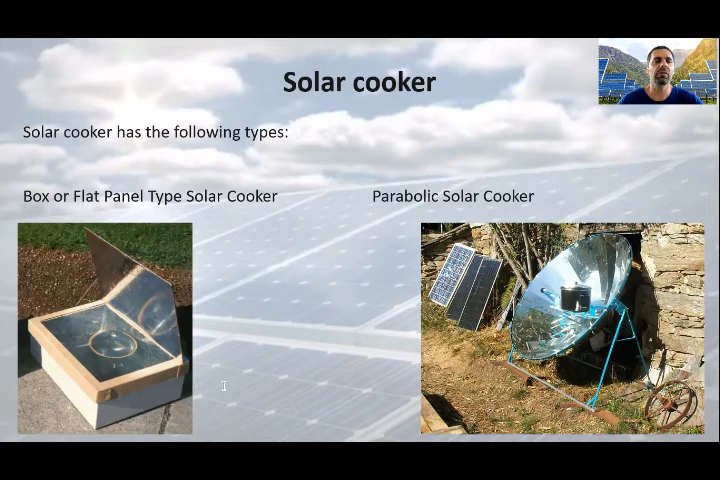 Solar cooker
Solar cooker has the following types:
Box or Flat Panel Type Solar Cooker
Parabolic Solar Cooker